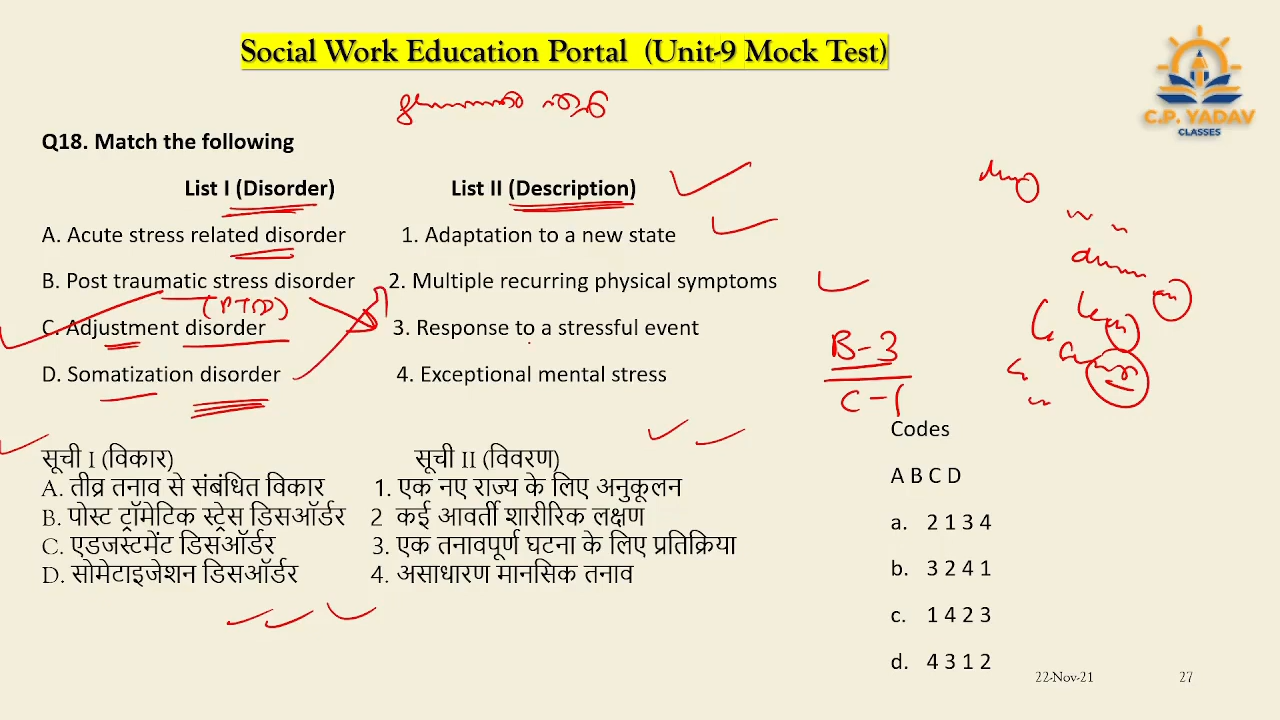 Social Work Education Portal (Unit-9 Mock Test)
C.P. YADAV
CLASSES
Q18. Match the following
List I (Disorder) List II (Description)
A. Acute stress related disorder 1. Adaptation to a new state
B. Post traumatic stress disorder 2. Multiple recurring physical symptoms
(PTSD)
C. Adjustment disorder 3. Response to a stressful event
D. Somatization disorder 4. Exceptional mental stress
B-3
C-1
सूची I (विकार) सूची II (विवरण)
A. तीव्र तनाव से संबंधित विकार 1. एक नए राज्य के लिए अनुकूलन
B. पोस्ट ट्रॉमेटिक स्ट्रेस डिसऑर्डर 2 कई आवर्ती शारीरिक लक्षण
C. एडजस्टमेंट डिसऑर्डर 3. एक तनावपूर्ण घटना के लिए प्रतिक्रिया
D. सोमेटाइजेशन डिसऑर्डर 4. असाधारण मानसिक तनाव
Codes
A B C D
a. 2 1 3 4
b. 3 2 4 1
c. 1 4 2 3
d. 4 3 1 2
22-Nov-21 27